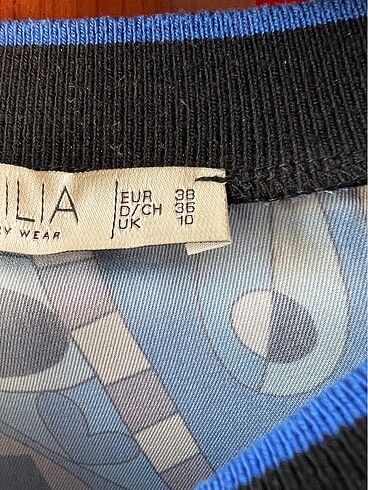 ILIA
Y WEAR
EUR 38
D/CH 36
UK 10